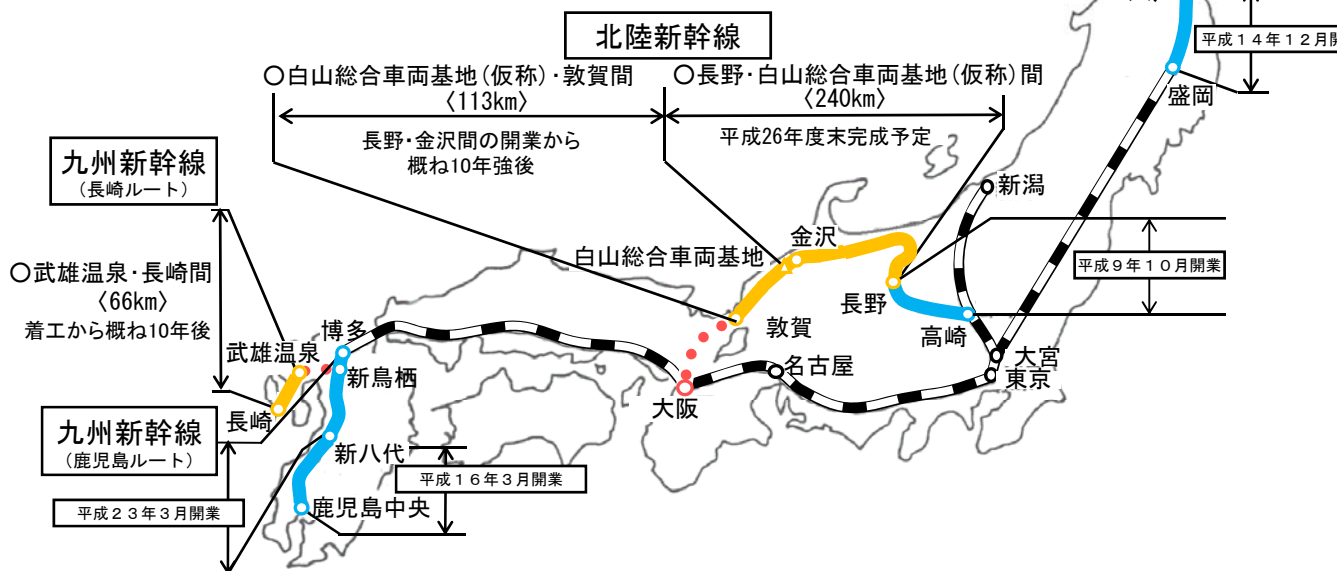 北陸新幹線
平成１４年１２月開
盛岡
○白山総合車両基地（仮称）・敦賀間
〈113km〉
○長野・白山総合車両基地（仮称）間
〈240km〉
長野・金沢間の開業から
概ね10年強後
平成26年度末完成予定
九州新幹線
（長崎ルート）
新潟
金沢
白山総合車両基地
平成９年１０月開業
○武雄温泉・長崎間
〈66km〉
着工から概ね10年後
長野
高崎
敦賀
博多
武雄温泉
新鳥栖
大宮
東京
名古屋
大阪
長崎
九州新幹線
（鹿児島ルート）
新八代
平成１６年３月開業
鹿児島中央
平成２３年３月開業